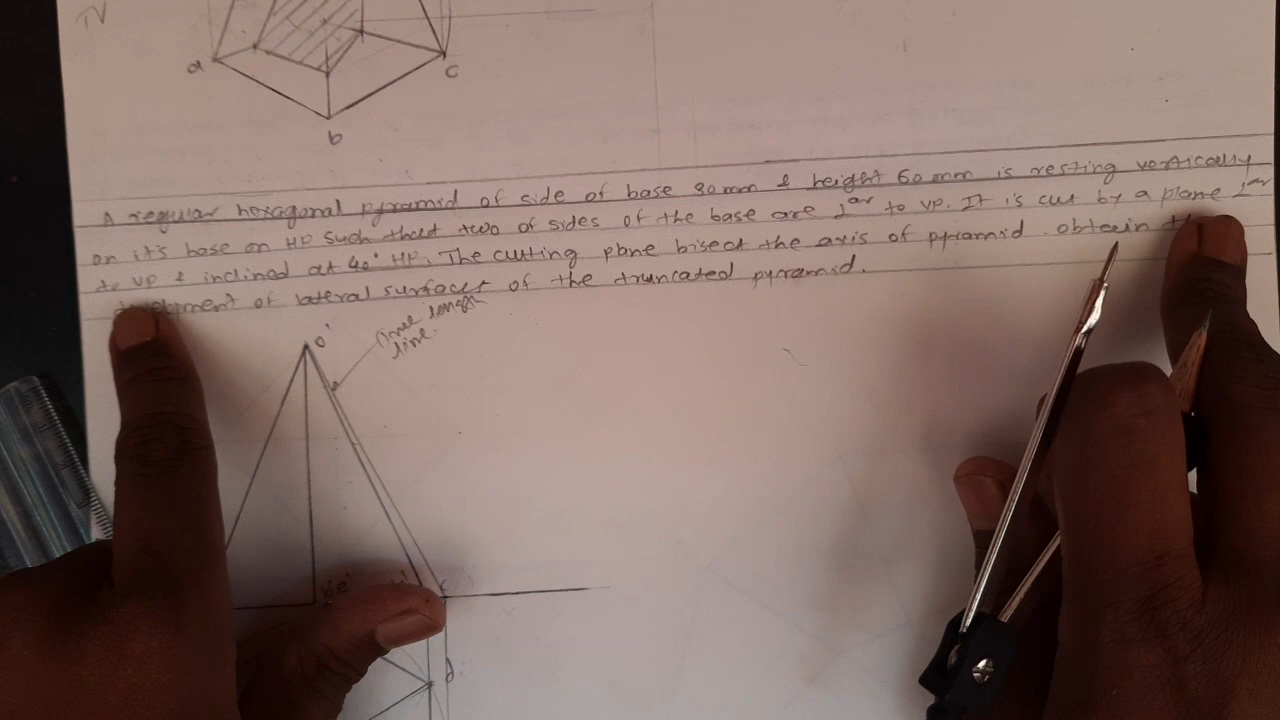 TV
a
c
b
A regular hexagonal pyramid of side of base 30mm & height 60mm is resting vertically
on it's base on HP such that two of sides of the base are ⊥ar to VP. It is cut by a plane ⊥ar
to VP & inclined at 40° HP. The cutting plane bisect the axis of pyramid. obtain
of lateral surfaces of the truncated pyramid.
o'
True length
line